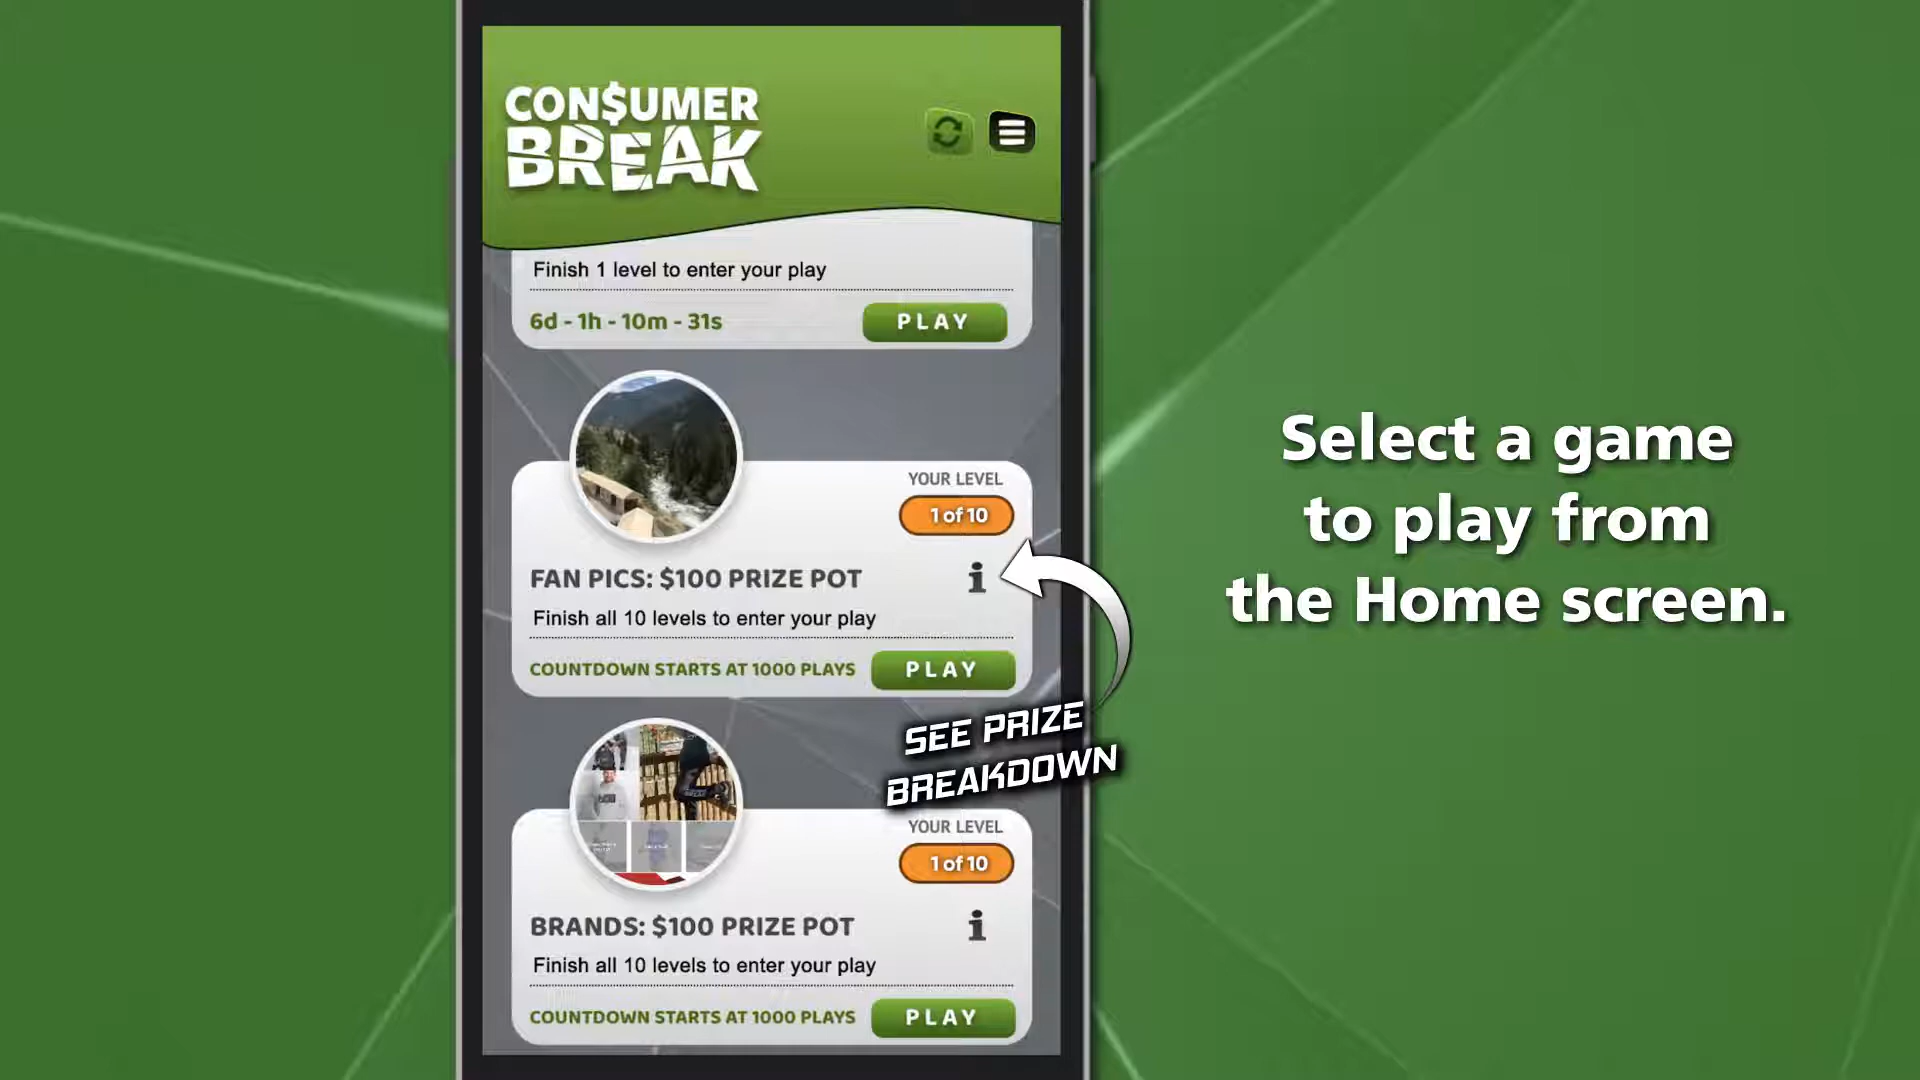 CON$UMER
BREAK
Finish 1 level to enter your play
6d - 1h - 10m - 31s
PLAY
YOUR LEVEL
1 of 10
FAN PICS: $100 PRIZE POT
Finish all 10 levels to enter your play
COUNTDOWN STARTS AT 1000 PLAYS
PLAY
SEE PRIZE
BREAKDOWN
YOUR LEVEL
1 of 10
BRANDS: $100 PRIZE POT
Finish all 10 levels to enter your play
COUNTDOWN STARTS AT 1000 PLAYS
PLAY
Select a game
to play from
the Home screen.